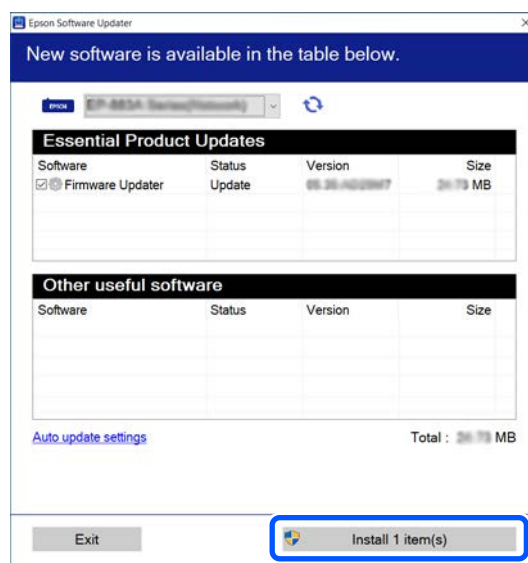 Epson Software Updater
New software is available in the table below.
EPSON
Essential Product Updates
Software Status Version Size
Firmware Updater Update MB
Other useful software
Software Status Version Size
Auto update settings Total : MB
Exit Install 1 item(s)